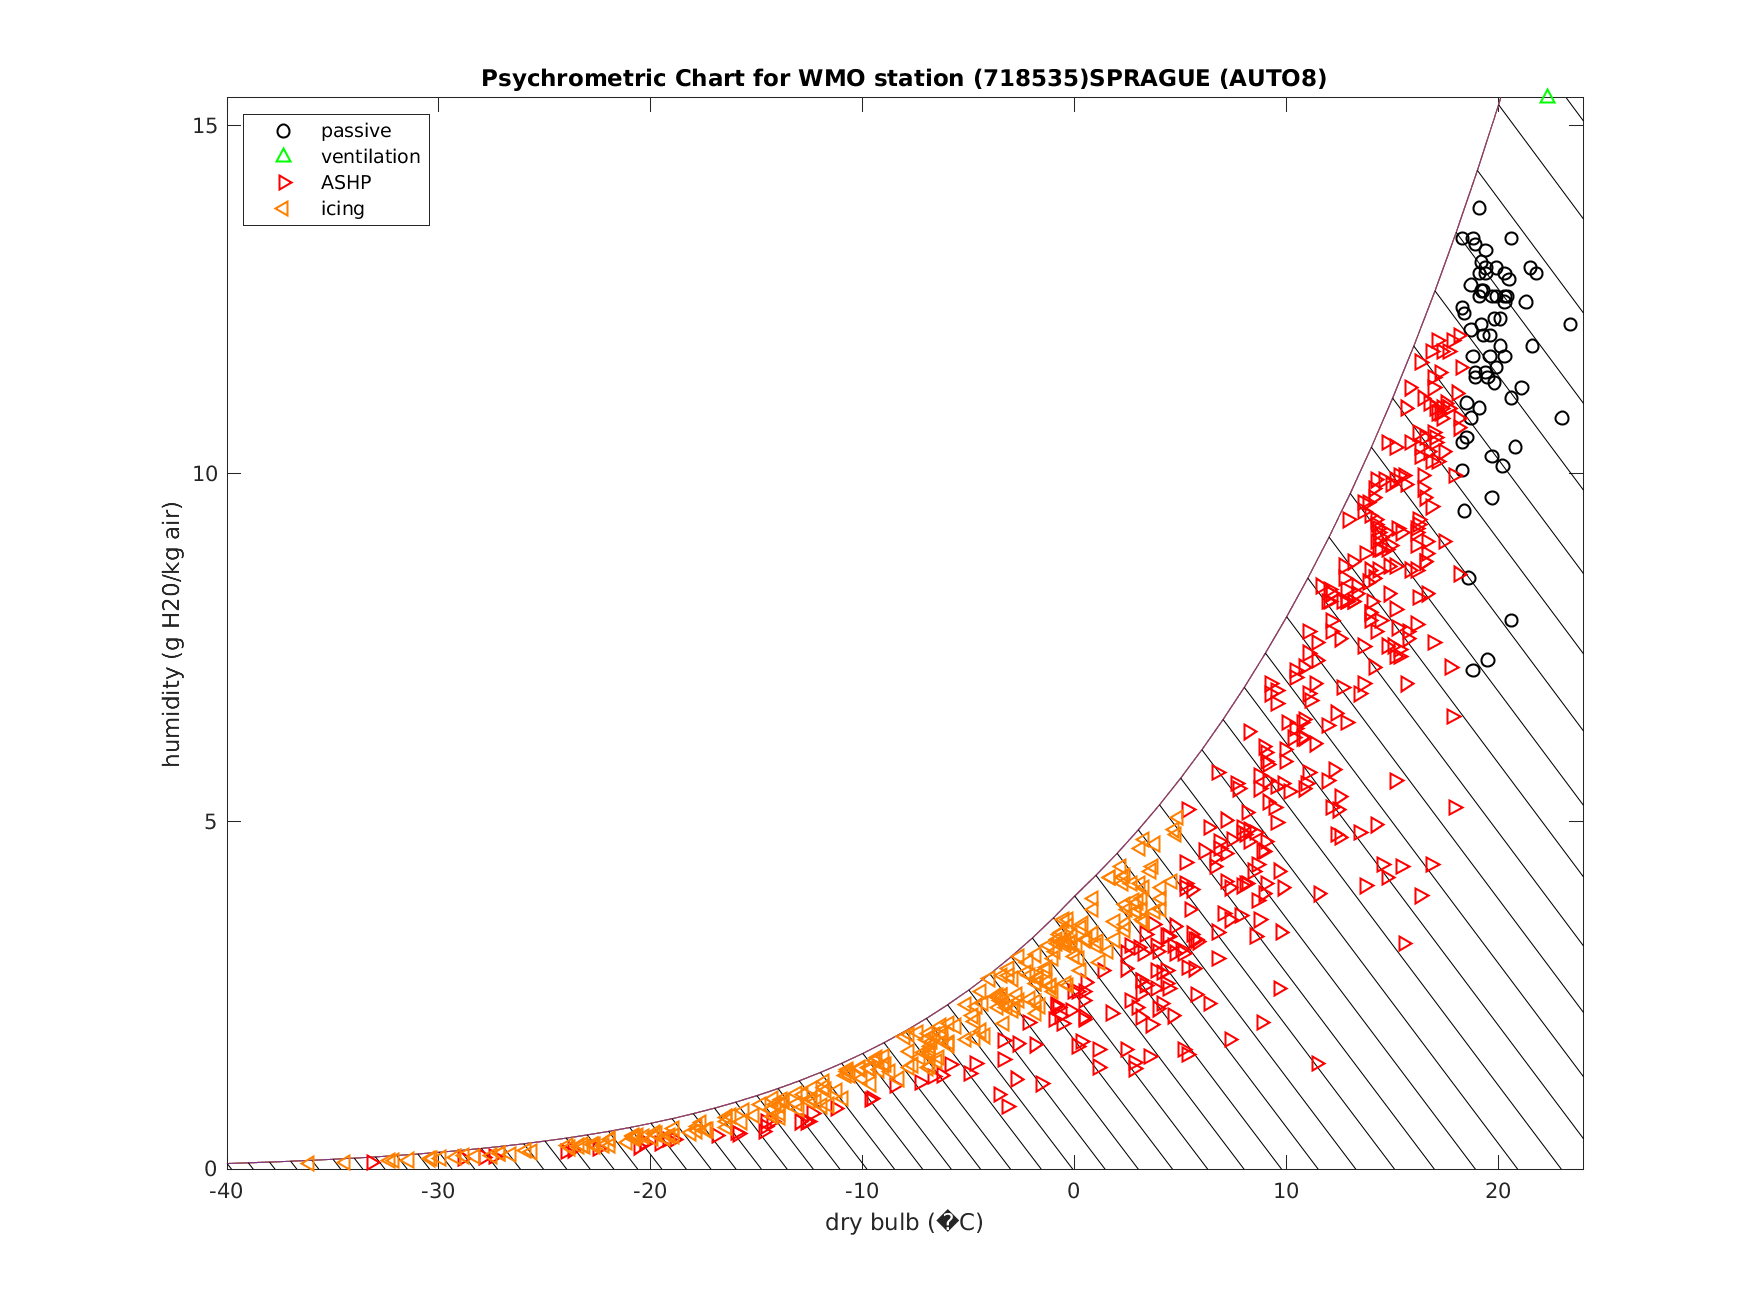 Psychrometric Chart for WMO station (718535)SPRAGUE (AUTO8)
passive
ventilation
ASHP
icing
15
10
5
0
humidity (g H20/kg air)
-40 -30 -20 -10 0 10 20
dry bulb (�C)